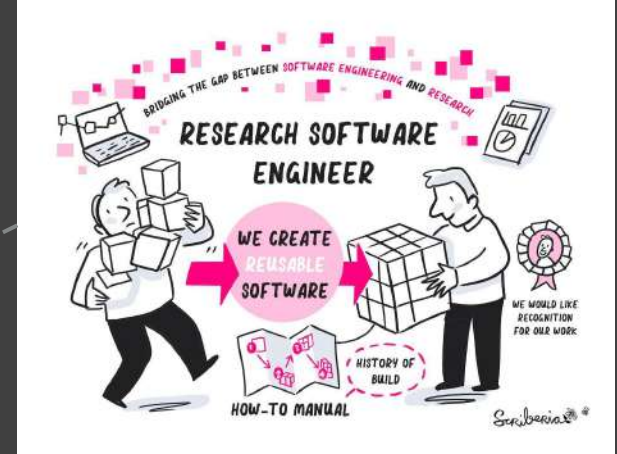 BRIDGING THE GAP BETWEEN SOFTWARE ENGINEERING AND RESEARCH
RESEARCH SOFTWARE
ENGINEER
WE CREATE
REUSABLE
SOFTWARE
WE WOULD LIKE
RECOGNITION
FOR OUR WORK
HISTORY OF
BUILD
HOW-TO MANUAL
Scriberia